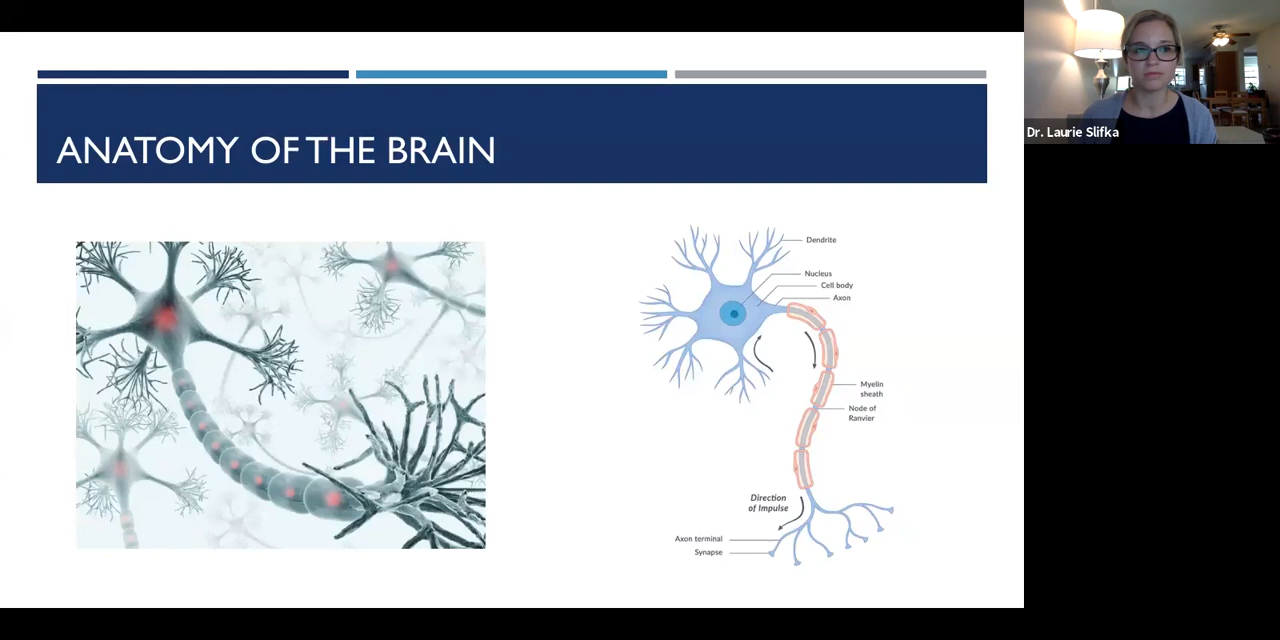 ANATOMY OF THE BRAIN
Dr. Laurie Slifka
Dendrite
Nucleus
Cell body
Axon
Myelin
sheath
Node of
Ranvier
Direction
of Impulse
Axon terminal
Synapse